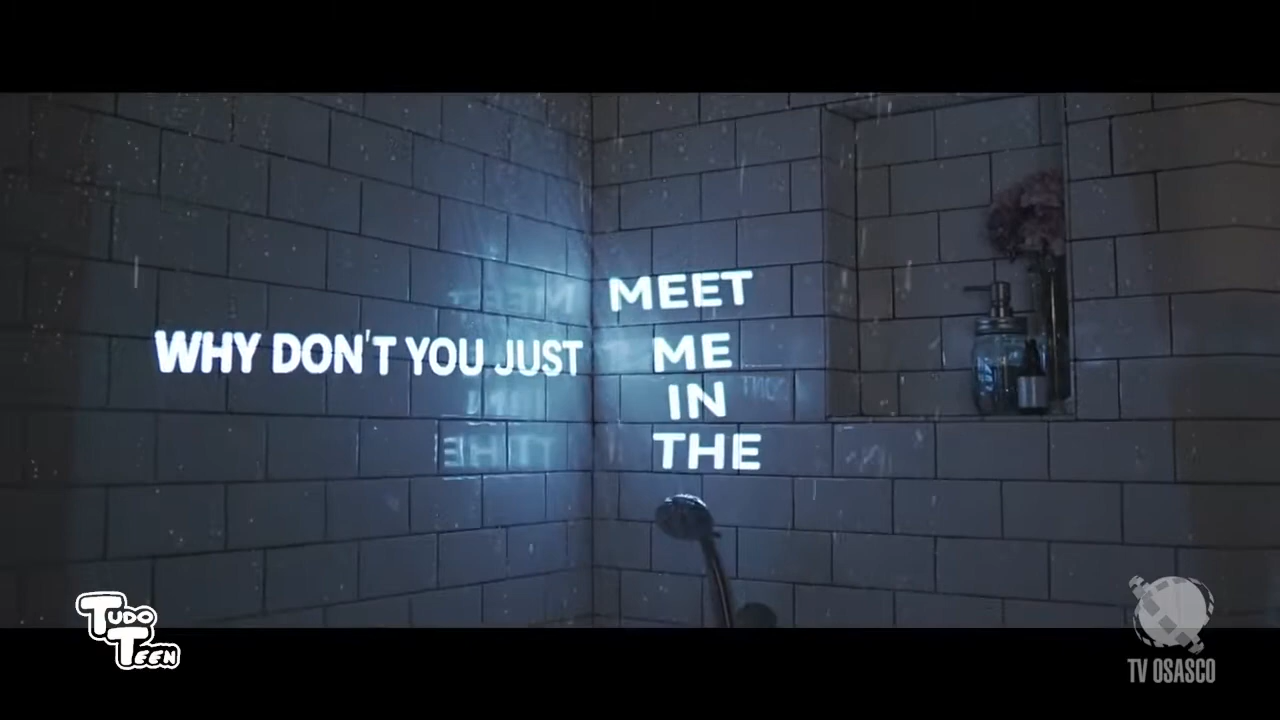 WHY DON'T YOU JUST
MEET
ME
IN
THE
TUDO
TEEN
TV OSASCO